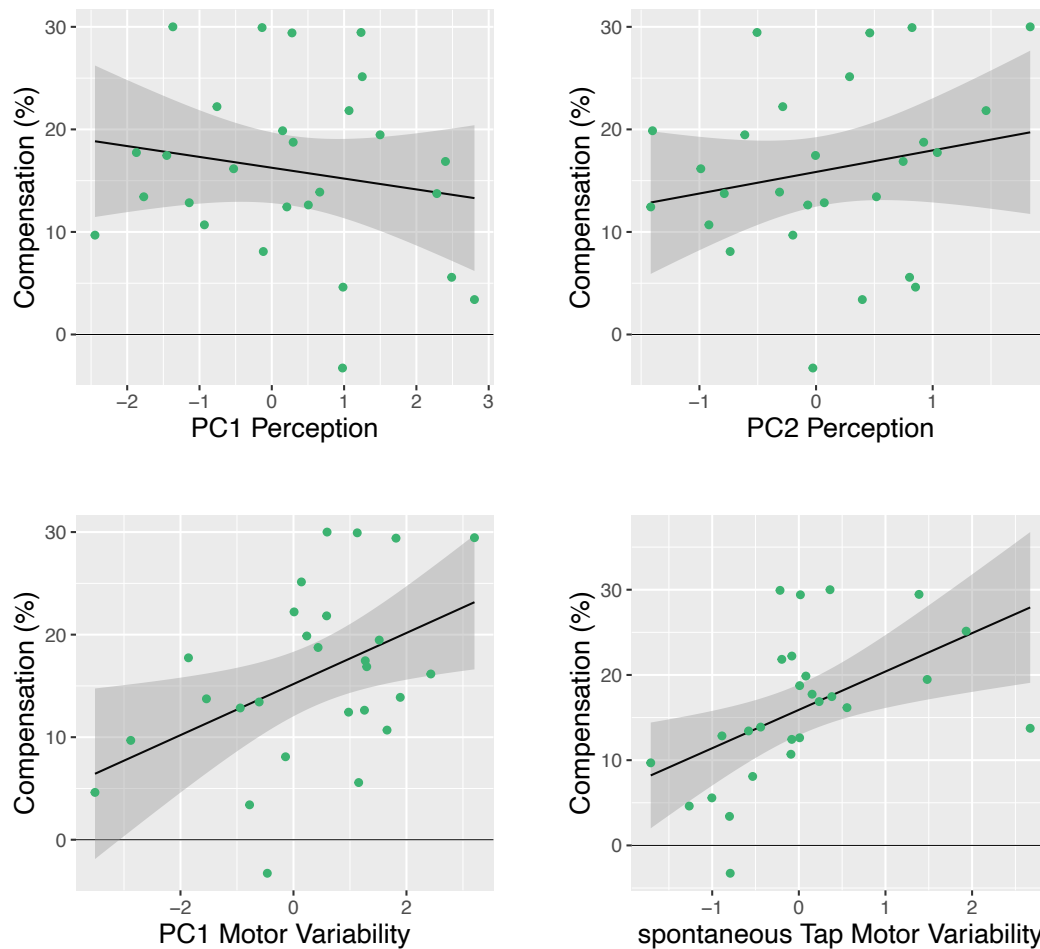 30
20
10
0
Compensation (%)
−2 −1 0 1 2 3
PC1 Perception
30
20
10
0
Compensation (%)
−1 0 1
PC2 Perception
30
20
10
0
Compensation (%)
−2 0 2
PC1 Motor Variability
30
20
10
0
Compensation (%)
−1 0 1 2
spontaneous Tap Motor Variability